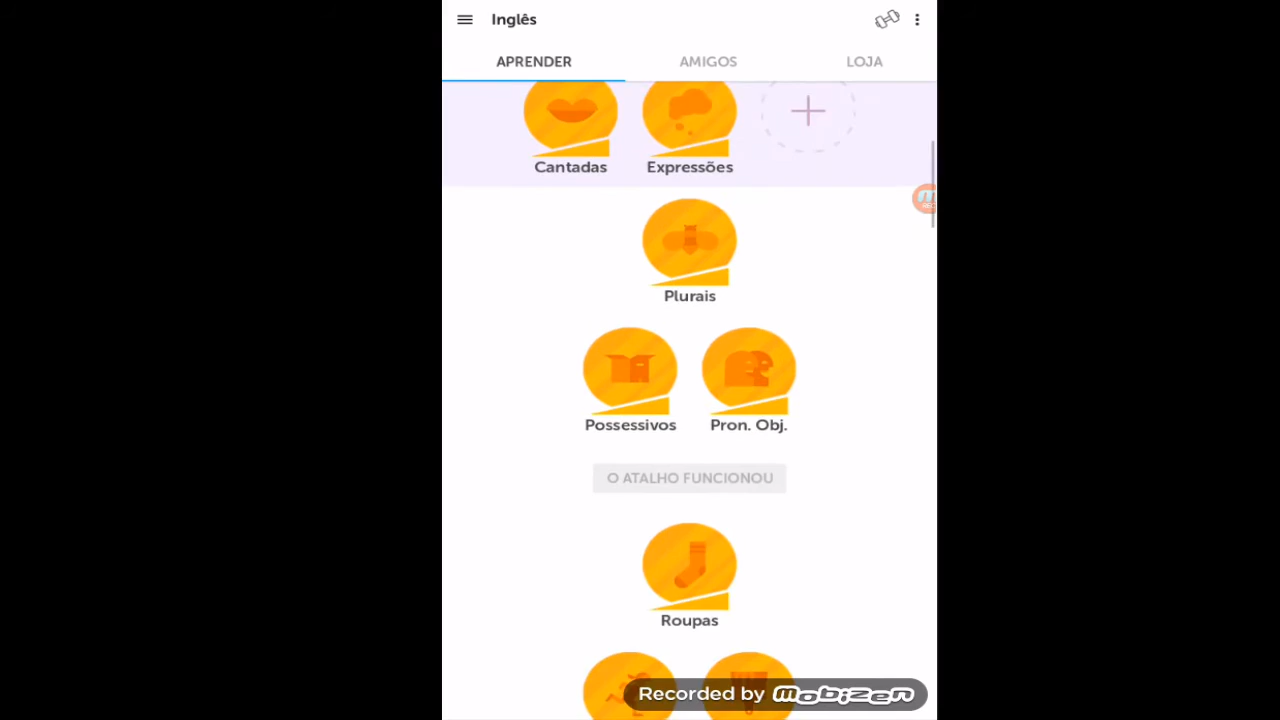 Inglês
APRENDER AMIGOS LOJA
Cantadas Expressões
Plurais
Possessivos Pron. Obj.
O ATALHO FUNCIONOU
Roupas
Recorded by mobizen